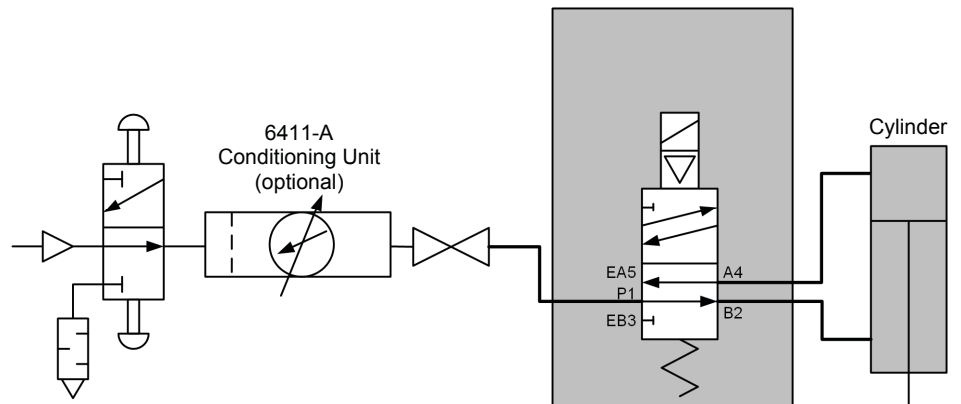 6411-A
Conditioning Unit
(optional)
Cylinder
EA5
A4
P1
B2
EB3